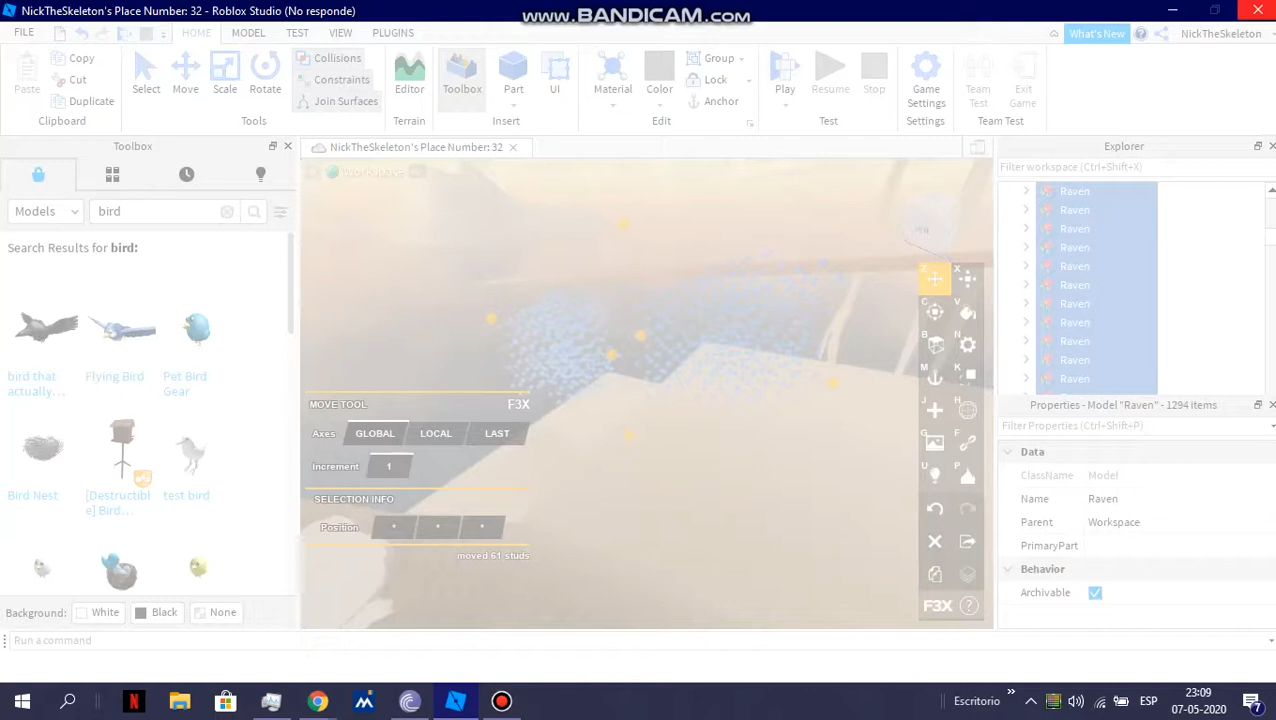 NickTheSkeleton's Place Number: 32 - Roblox Studio (No responde)
www.BANDICAM.com
FILE HOME MODEL TEST VIEW PLUGINS What's New NickTheSkeleton
Paste Copy Cut Duplicate Clipboard
Select Move Scale Rotate Collisions Constraints Join Surfaces Tools
Editor Terrain
Toolbox Part UI Insert
Material Color Group Lock Anchor Edit
Play Resume Stop Test
Game Settings Settings
Team Test Exit Game Team Test
Toolbox
Models bird
Search Results for bird:
bird that actually...
Flying Bird
Pet Bird Gear
Bird Nest
[Destructibl e] Bird...
test bird
Background: White Black None
Run a command
NickTheSkeleton's Place Number: 32
MOVE TOOL F3X
Axes GLOBAL LOCAL LAST
Increment 1
SELECTION INFO
Position * * *
moved 61 studs
Z X
C V
B N
M K
J H
G F
U P
F3X ?
Explorer
Filter workspace (Ctrl+Shift+X)
Raven
Raven
Raven
Raven
Raven
Raven
Raven
Raven
Raven
Raven
Raven
Properties - Model "Raven" - 1294 items
Filter Properties (Ctrl+Shift+P)
Data
ClassName Model
Name Raven
Parent Workspace
PrimaryPart
Behavior
Archivable
Escritorio » ESP 23:09
07-05-2020
7